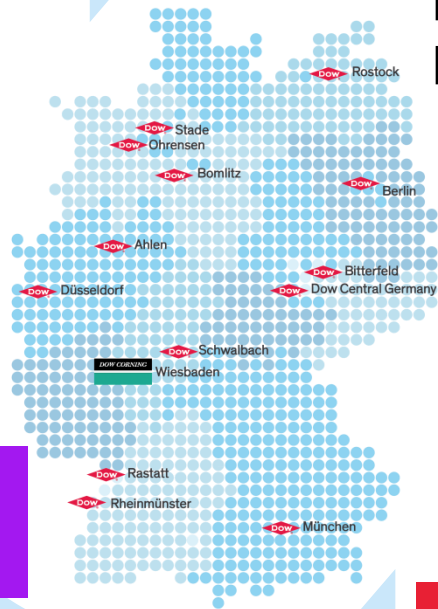 Dow Rostock
Dow Stade
Dow Ohrensen
Dow Bomlitz
Dow Berlin
Dow Ahlen
Dow Bitterfeld
Dow Düsseldorf
Dow Dow Central Germany
Dow Schwalbach
DOW CORNING
Wiesbaden
Dow Rastatt
Dow Rheinmünster
Dow München